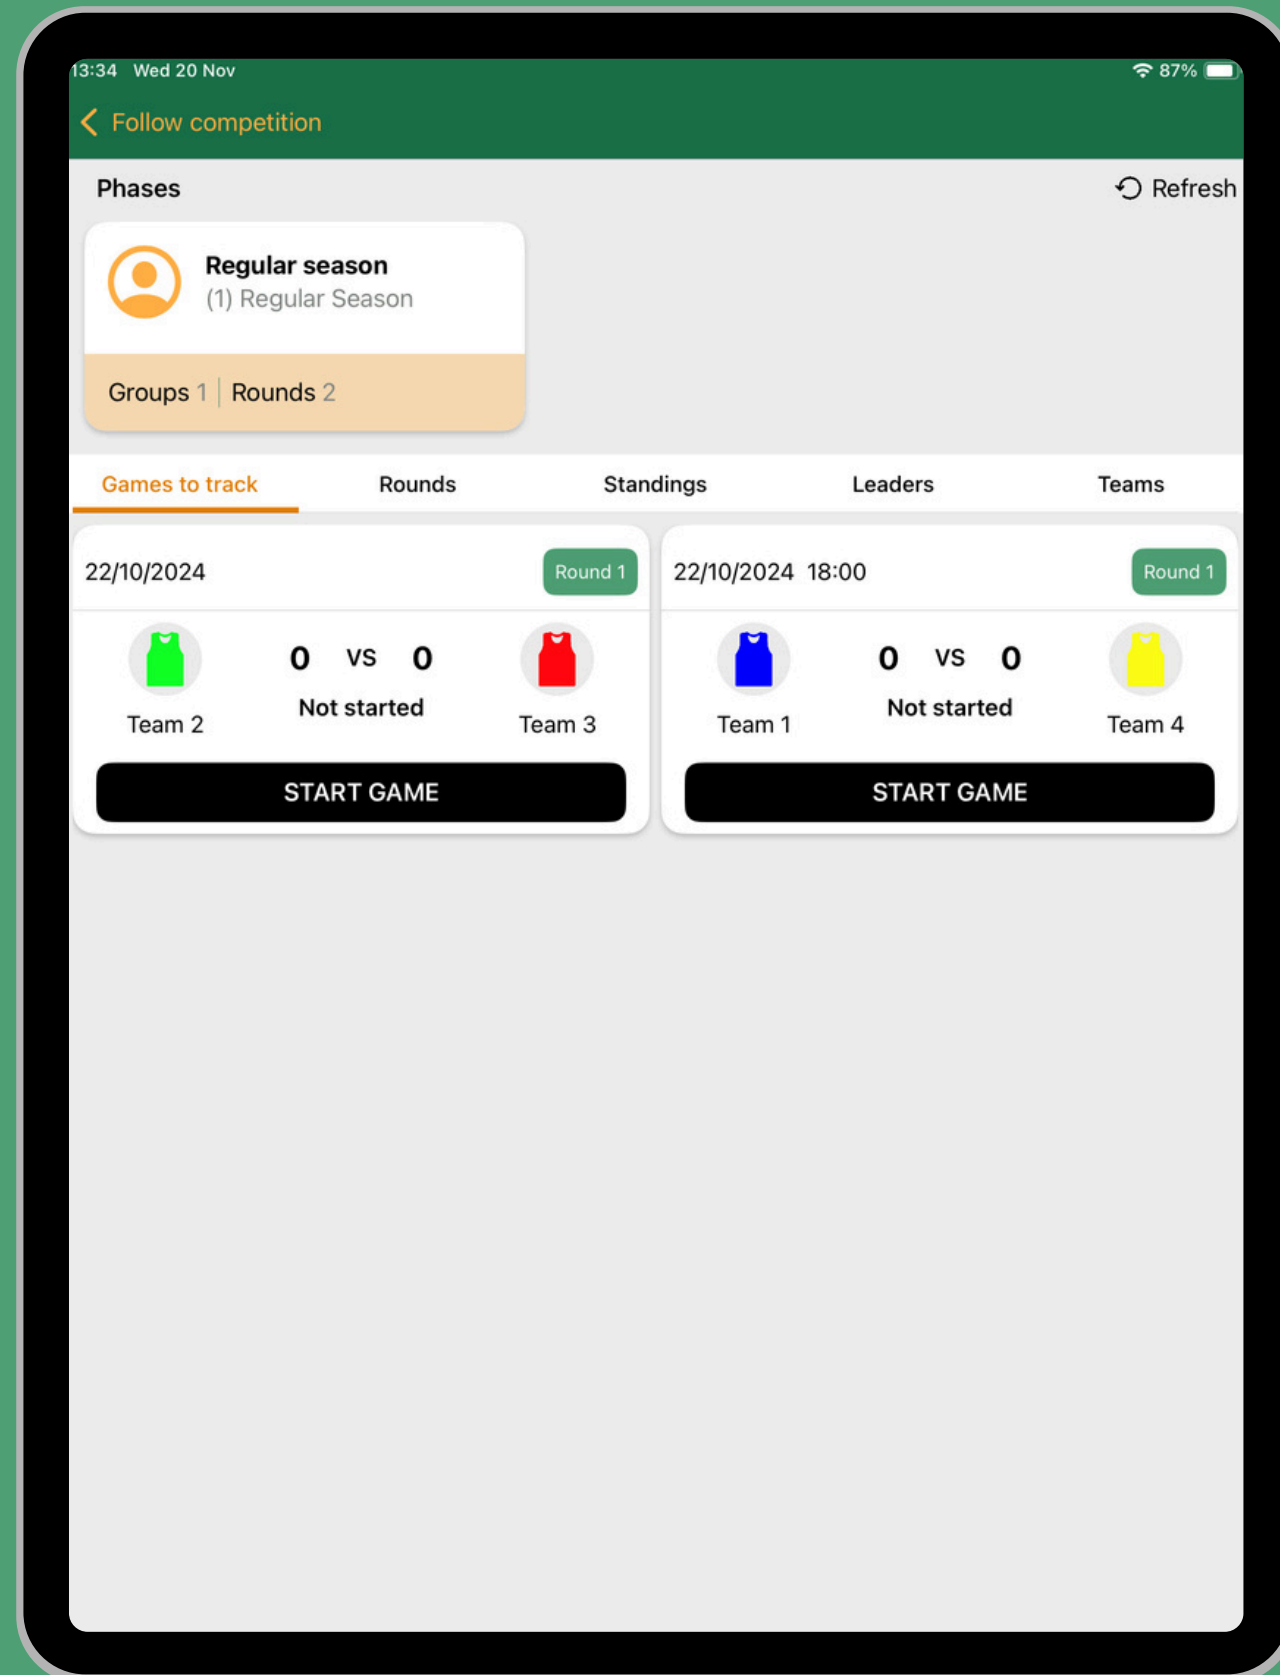 13:34 Wed 20 Nov 87%
Follow competition
Phases Refresh
Regular season
(1) Regular Season
Groups 1 Rounds 2
Games to track Rounds Standings Leaders Teams
22/10/2024 Round 1
0 VS 0
Not started
Team 2 Team 3
START GAME
22/10/2024 18:00 Round 1
0 VS 0
Not started
Team 1 Team 4
START GAME